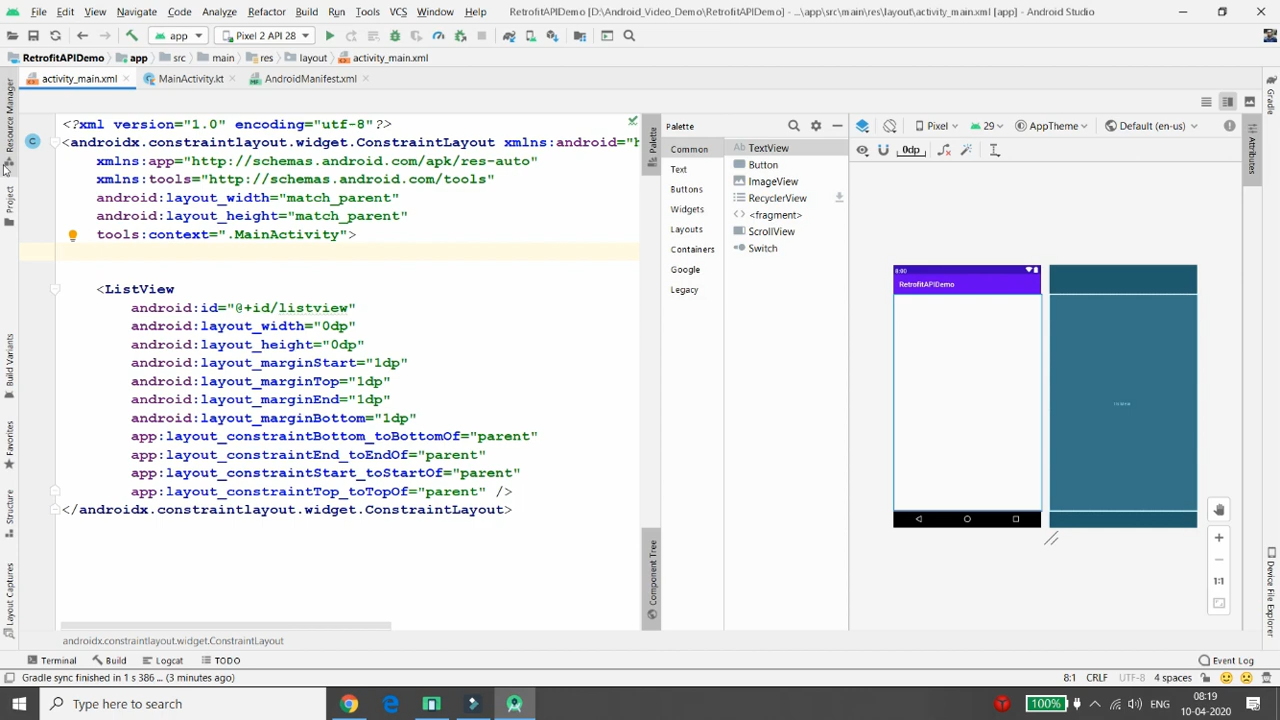 File Edit View Navigate Code Analyze Refactor Build Run Tools VCS Window Help RetrofitAPIDemo [D:\Android_Video_Demo\RetrofitAPIDemo] - ...\app\src\main\res\layout\activity_main.xml [app] - Android Studio
app Pixel 2 API 28
RetrofitAPIDemo app src main res layout activity_main.xml
activity_main.xml MainActivity.kt AndroidManifest.xml
Resource Manager
Project
Build Variants
Favorites
Structure
Layout Captures
<?xml version="1.0" encoding="utf-8"?>
<androidx.constraintlayout.widget.ConstraintLayout xmlns:android="h
xmlns:app="http://schemas.android.com/apk/res-auto"
xmlns:tools="http://schemas.android.com/tools"
android:layout_width="match_parent"
android:layout_height="match_parent"
tools:context=".MainActivity">
<ListView
android:id="@+id/listview"
android:layout_width="0dp"
android:layout_height="0dp"
android:layout_marginStart="1dp"
android:layout_marginTop="1dp"
android:layout_marginEnd="1dp"
android:layout_marginBottom="1dp"
app:layout_constraintBottom_toBottomOf="parent"
app:layout_constraintEnd_toEndOf="parent"
app:layout_constraintStart_toStartOf="parent"
app:layout_constraintTop_toTopOf="parent" />
</androidx.constraintlayout.widget.ConstraintLayout>
androidx.constraintlayout.widget.ConstraintLayout
Palette
Component Tree
Palette
Common
Text
Buttons
Widgets
Layouts
Containers
Google
Legacy
Ab TextView
Button
ImageView
RecyclerView
<fragment>
ScrollView
Switch
Pixel 29 AppTheme Default (en-us)
0dp
8:00
RetrofitAPIDemo
1:1
Gradle
Attributes
Device File Explorer
Terminal Build Logcat TODO Event Log
Gradle sync finished in 1 s 386 ... (3 minutes ago) 8:1 CRLF UTF-8 4 spaces
Type here to search 100% ENG 08:19
10-04-2020